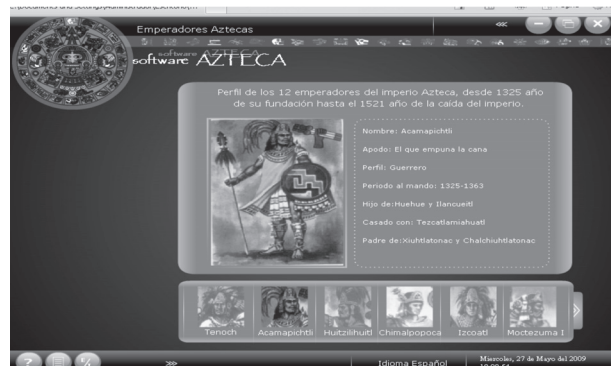 Emperadores Aztecas
software AZTECA
Perfil de los 12 emperadores del imperio Azteca, desde 1325 año
de su fundación hasta el 1521 año de la caída del imperio.
Nombre: Acamapichtli
Apodo: El que empuna la cana
Perfil: Guerrero
Periodo al mando: 1325-1363
Hijo de:Huehue y Ilancueitl
Casado con: Tezcatlamiahuatl
Padre de:Xiuhtlatonac y Chalchiuhtlatonac
Tenoch Acamapichtli Huitzilihuitl Chimalpopoca Izcoatl Moctezuma I
Idioma Español
Miercoles, 27 de Mayo del 2009